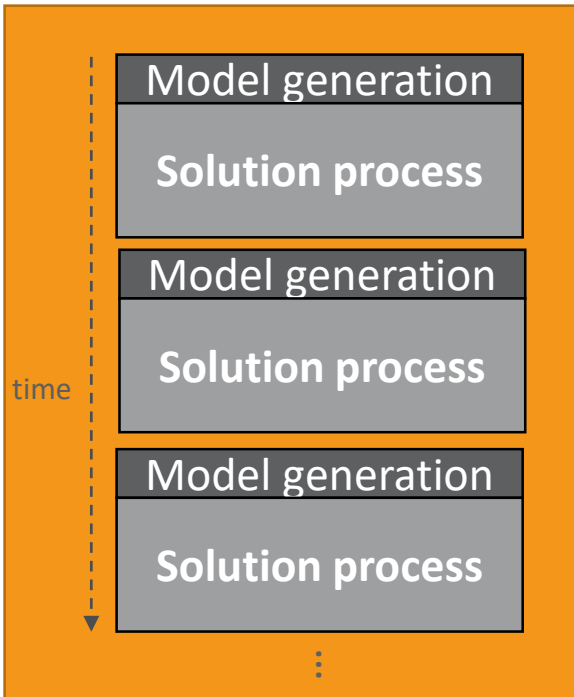 Model generation
Solution process
Model generation
Solution process
time
Model generation
Solution process
⋮